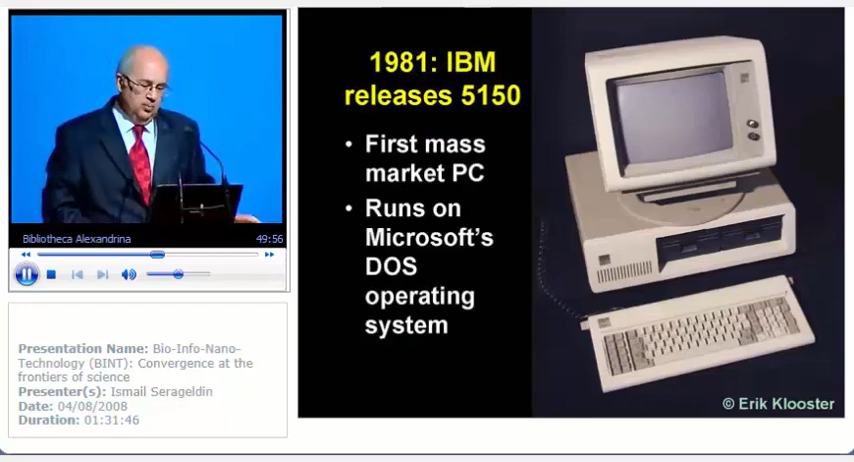 Bibliotheca Alexandrina 49:56
Presentation Name: Bio-Info-Nano-
Technology (BINT): Convergence at the
frontiers of science
Presenter(s): Ismail Serageldin
Date: 04/08/2008
Duration: 01:31:46
1981: IBM
releases 5150
• First mass
market PC
• Runs on
Microsoft's
DOS
operating
system
© Erik Klooster